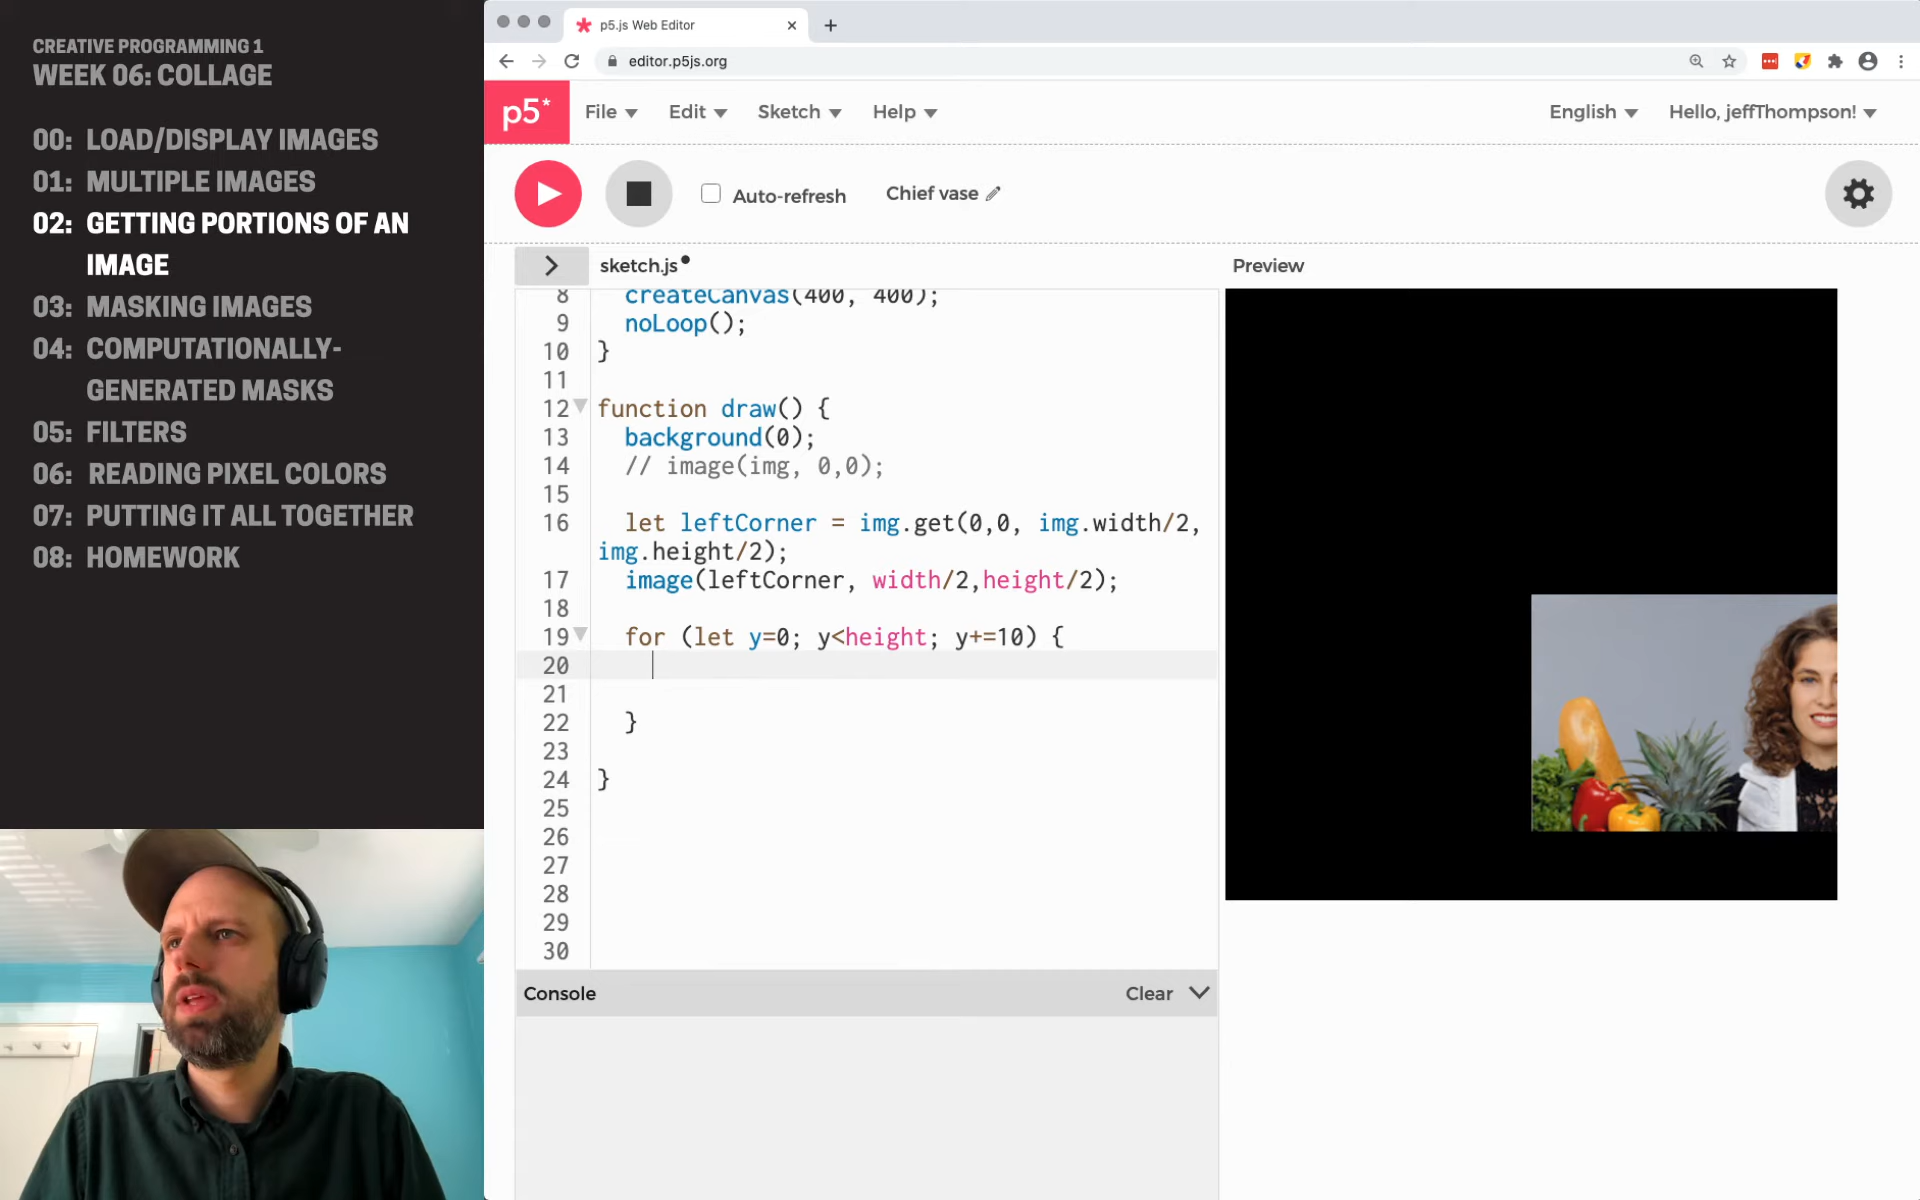 CREATIVE PROGRAMMING 1
WEEK 06: COLLAGE
00: LOAD/DISPLAY IMAGES
01: MULTIPLE IMAGES
02: GETTING PORTIONS OF AN
IMAGE
03: MASKING IMAGES
04: COMPUTATIONALLY-
GENERATED MASKS
05: FILTERS
06: READING PIXEL COLORS
07: PUTTING IT ALL TOGETHER
08: HOMEWORK
p5.js Web Editor
editor.p5js.org
p5* File Edit Sketch Help English Hello, jeffThompson!
Auto-refresh Chief vase
sketch.js Preview
8 createCanvas(400, 400);
9 noLoop();
10 }
11
12 function draw() {
13 background(0);
14 // image(img, 0,0);
15
16 let leftCorner = img.get(0,0, img.width/2,
img.height/2);
17 image(leftCorner, width/2,height/2);
18
19 for (let y=0; y<height; y+=10) {
20
21
22 }
23
24 }
25
26
27
28
29
30
Console Clear